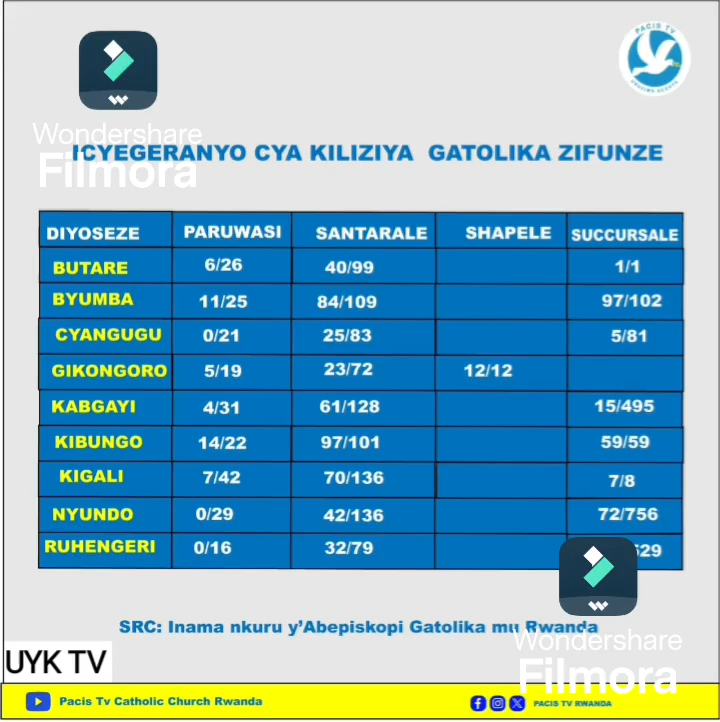 PACIS TV
Wondershare
Filmora
ICYEGERANYO CYA KILIZIYA GATOLIKA ZIFUNZE
DIYOSEZE PARUWASI SANTARALE SHAPELE SUCCURSALE
BUTARE 6/26 40/99 1/1
BYUMBA 11/25 84/109 97/102
CYANGUGU 0/21 25/83 5/81
GIKONGORO 5/19 23/72 12/12
KABGAYI 4/31 61/128 15/495
KIBUNGO 14/22 97/101 59/59
KIGALI 7/42 70/136 7/8
NYUNDO 0/29 42/136 72/756
RUHENGERI 0/16 32/79
SRC: Inama nkuru y'Abepiskopi Gatolika mu Rwanda
Wondershare
Filmora
UYK TV
Pacis Tv Catholic Church Rwanda
PACIS TV RWANDA